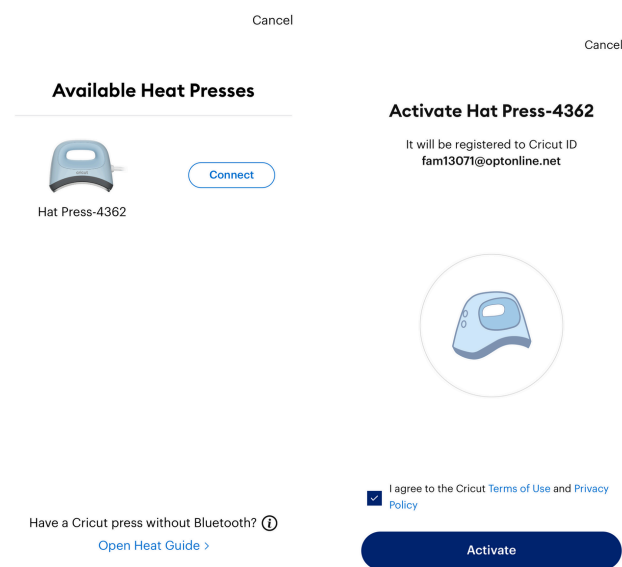 Cancel
Available Heat Presses
Connect
Hat Press-4362
Have a Cricut press without Bluetooth?
Open Heat Guide >
Cancel
Activate Hat Press-4362
It will be registered to Cricut ID
fam13071@optonline.net
I agree to the Cricut Terms of Use and Privacy
Policy
Activate